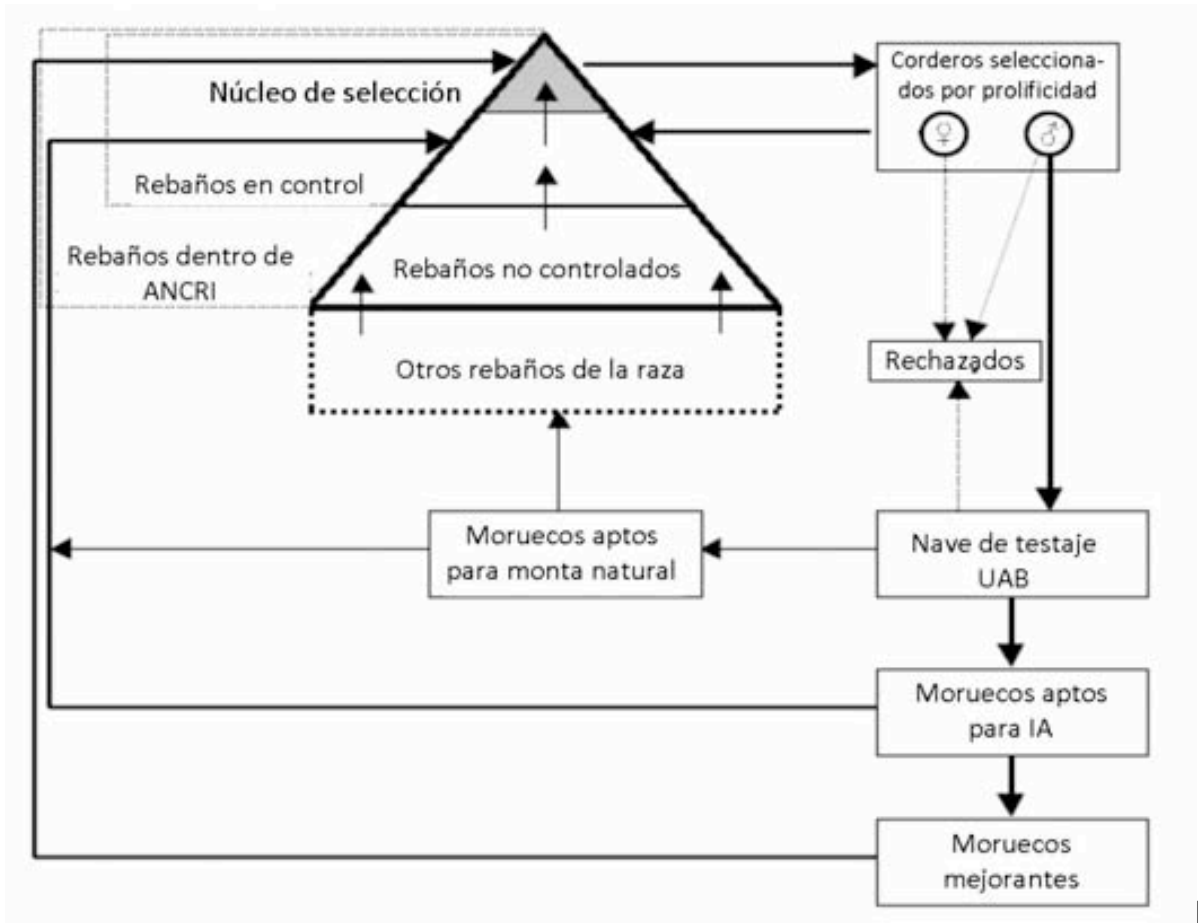 Núcleo de selección
Rebaños en control
Rebaños dentro de
ANCRI
Rebaños no controlados
Otros rebaños de la raza
Corderos selecciona-
dos por prolificidad
♀ ♂
Rechazados
Moruecos aptos
para monta natural
Nave de testaje
UAB
Moruecos aptos
para IA
Moruecos
mejorantes